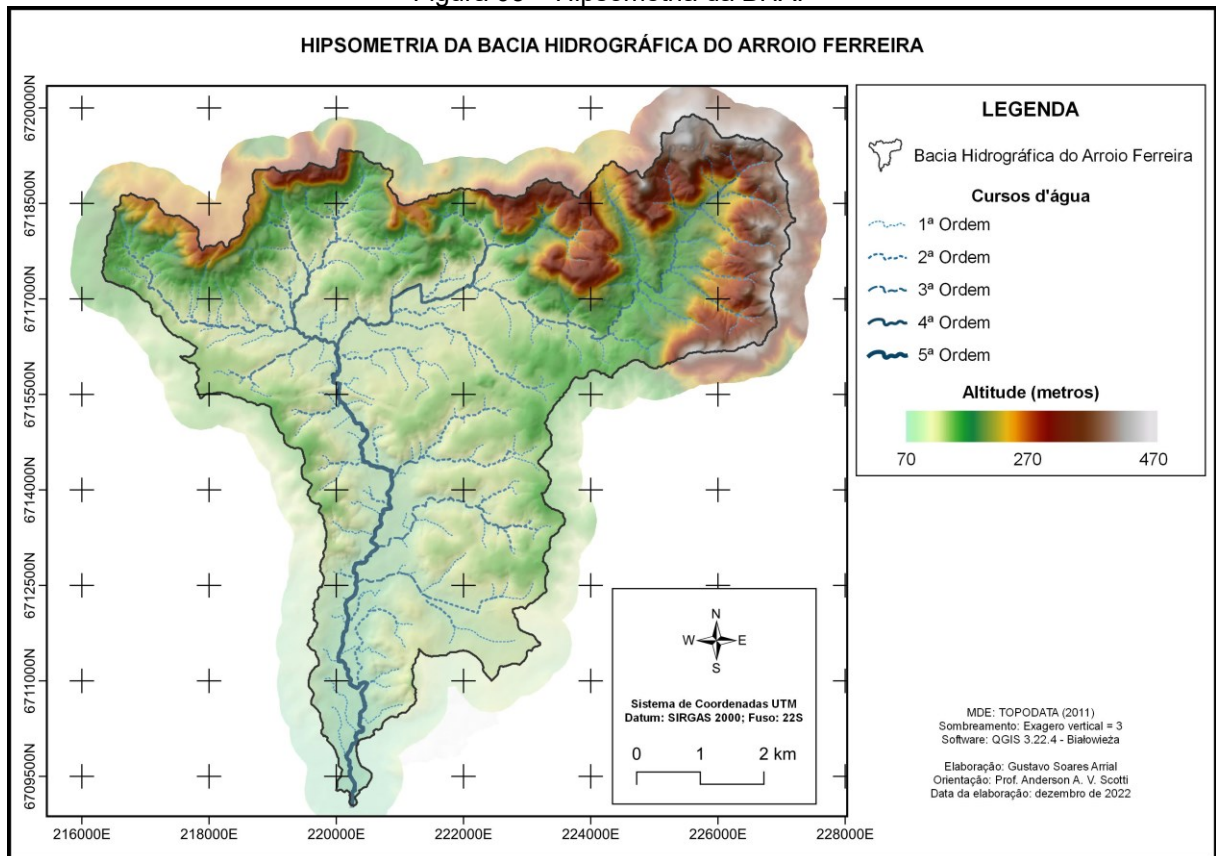 HIPSOMETRIA DA BACIA HIDROGRÁFICA DO ARROIO FERREIRA
6720000N
6718500N
6717000N
6715500N
6714000N
6712500N
6711000N
6709500N
216000E
218000E
220000E
222000E
224000E
226000E
228000E
N
W
E
S
Sistema de Coordenadas UTM
Datum: SIRGAS 2000; Fuso: 22S
0 1 2 km
LEGENDA
Bacia Hidrográfica do Arroio Ferreira
Cursos d'água
1ª Ordem
2ª Ordem
3ª Ordem
4ª Ordem
5ª Ordem
Altitude (metros)
70 270 470
MDE: TOPODATA (2011)
Sombreamento: Exagero vertical = 3
Software: QGIS 3.22.4 - Białowieża
Elaboração: Gustavo Soares Arrial
Orientação: Prof. Anderson A. V. Scotti
Data da elaboração: dezembro de 2022